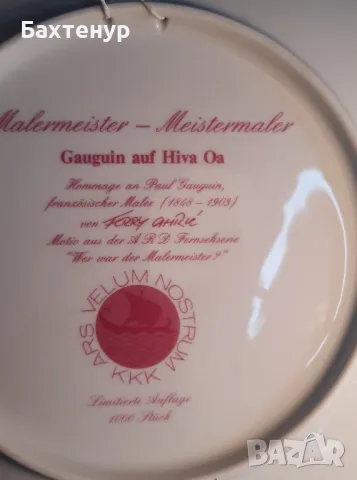 Бахтенур
Malermeister – Meistermaler
Gauguin auf Hiva Oa
Hommage an Paul Gauguin,
französischer Maler (1848 – 1903)
von
Motiv aus der ARD Fernsehserie
"Wer war der Malermeister?"
ARS VELUM NOSTRUM
KKK
Limitierte Auflage
1000 Stück
BAZAR